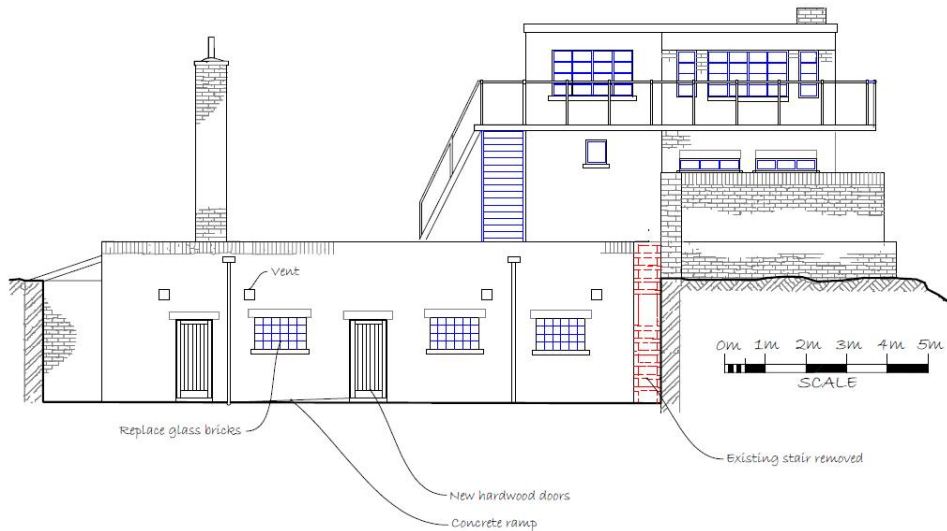 Vent
0m 1m 2m 3m 4m 5m
SCALE
Replace glass bricks
Existing stair removed
New hardwood doors
Concrete ramp